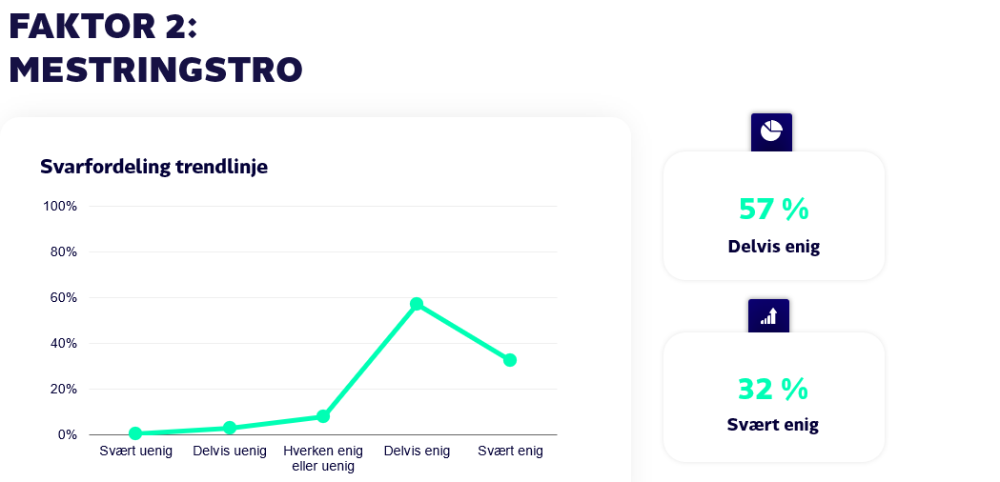 FAKTOR 2:
MESTRINGSTRO
Svarfordeling trendlinje
100%
80%
60%
40%
20%
0%
Svært uenig
Delvis uenig
Hverken enig
eller uenig
Delvis enig
Svært enig
57 %
Delvis enig
32 %
Svært enig